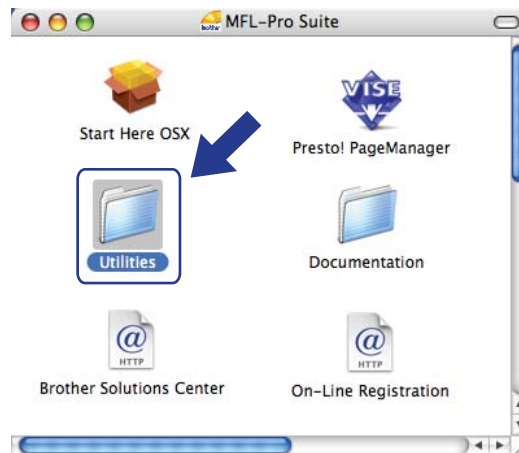 brother MFL-Pro Suite
VISE
Start Here OSX
Presto! PageManager
Utilities
Documentation
@ @
HTTP HTTP
Brother Solutions Center
On-Line Registration